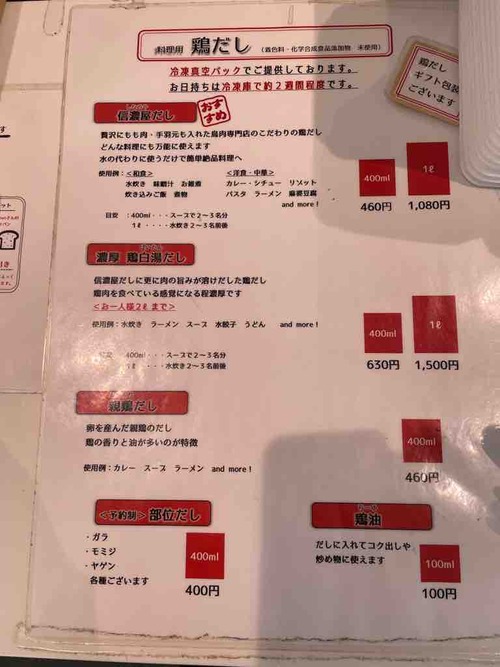 料理用 鶏だし （着色料・化学合成食品添加物 未使用）
冷凍真空パックでご提供しております。
お日持ちは冷凍庫で約2週間程度です。
鶏だし
ギフト包装
ございます
しなのや
信濃屋だし
おすすめ
贅沢にもも肉・手羽元も入れた鳥肉専門店のこだわりの鶏だし
どんな料理にも万能に使えます
水の代わりに使うだけで簡単絶品料理へ
使用例：<和食> <洋食・中華>
水炊き 味噌汁 お雑煮 カレー・シチュー リゾット
炊き込みご飯 煮物 パスタ ラーメン 麻婆豆腐
and more！
目安 ：400ml・・・スープで2～3名分
1ℓ ・・・水炊き2～3名前後
400ml
460円
1ℓ
1,080円
濃厚 鶏白湯だし
信濃屋だしに更に肉の旨みが溶けだした鶏だし
鶏肉を食べている感覚になる程濃厚です
<お一人様2ℓまで>
使用例：水炊き ラーメン スープ 水餃子 うどん and more！
400ml・・・スープで2～3名分
1ℓ ・・・水炊き2～3名前後
400ml
630円
1ℓ
1,500円
親鶏だし
卵を産んだ親鶏のだし
鶏の香りと油が多いのが特徴
使用例：カレー スープ ラーメン and more！
400ml
460円
<予約制> 部位だし
・ガラ
・モミジ
・ヤゲン
各種ございます
400ml
400円
鶏油
だしに入れてコク出しや
炒め物に使えます
100ml
100円